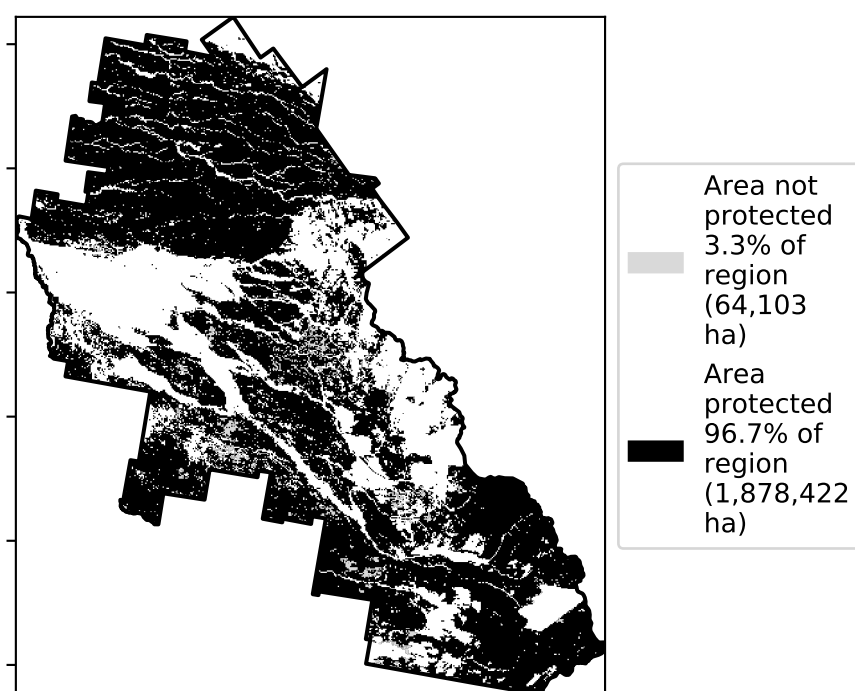 Area not
protected
3.3% of
region
(64,103
ha)
Area
protected
96.7% of
region
(1,878,422
ha)